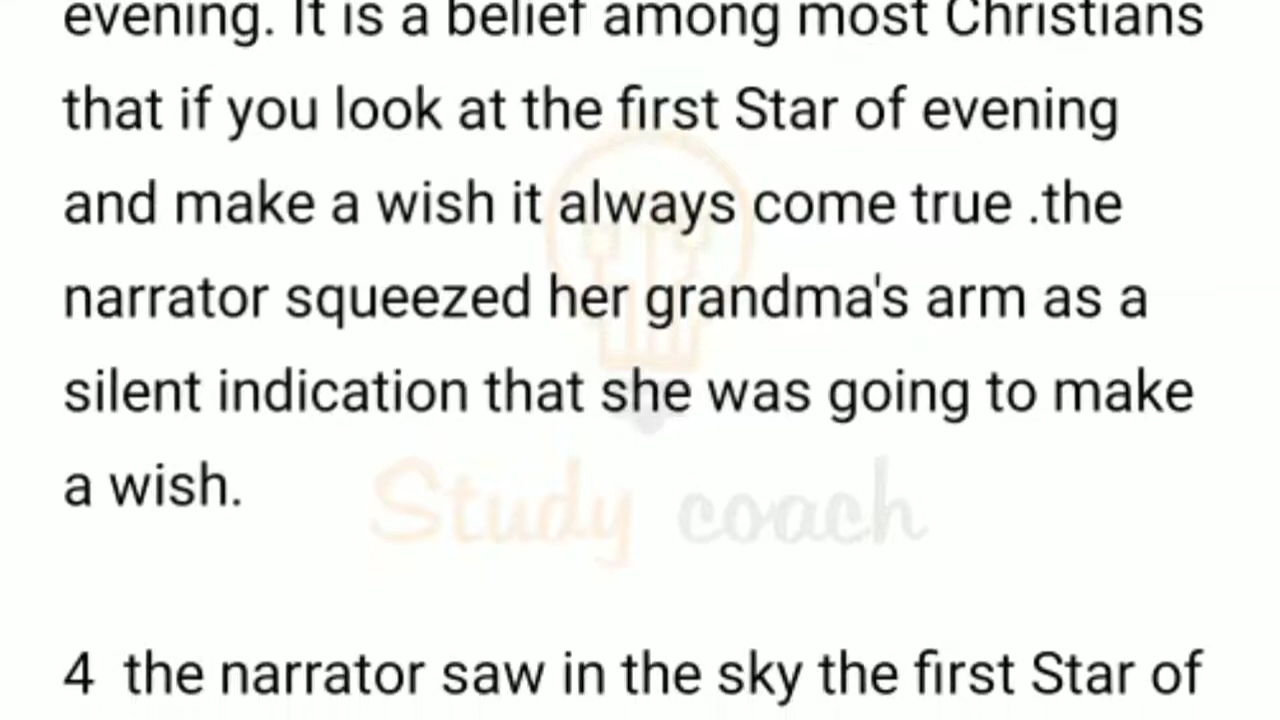 evening. It is a belief among most Christians
that if you look at the first Star of evening
and make a wish it always come true .the
narrator squeezed her grandma's arm as a
silent indication that she was going to make
a wish.
Study coach
4 the narrator saw in the sky the first Star of